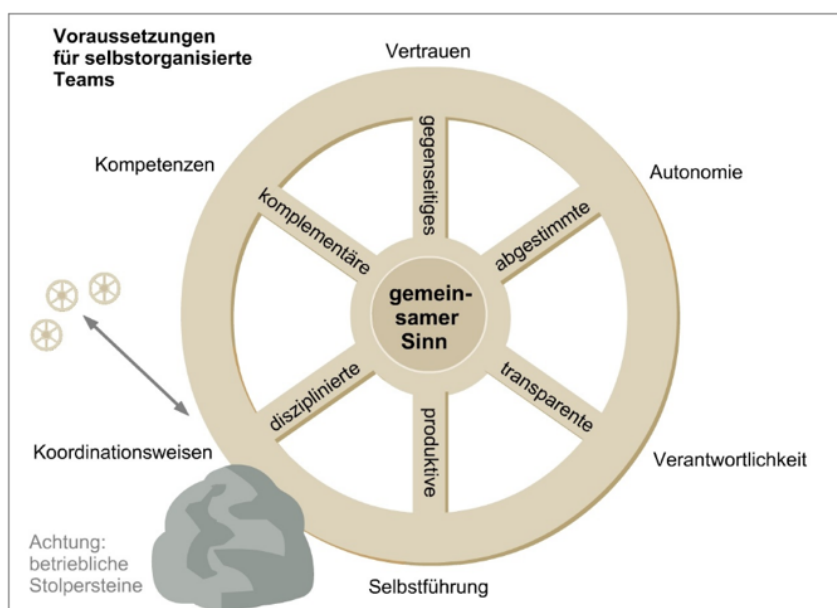 Voraussetzungen
für selbstorganisierte
Teams
Vertrauen
gegenseitiges
Autonomie
abgestimmte
Verantwortlichkeit
transparente
Selbstführung
produktive
Koordinationsweisen
disziplinierte
Kompetenzen
komplementäre
gemein-
samer
Sinn
Achtung:
betriebliche
Stolpersteine